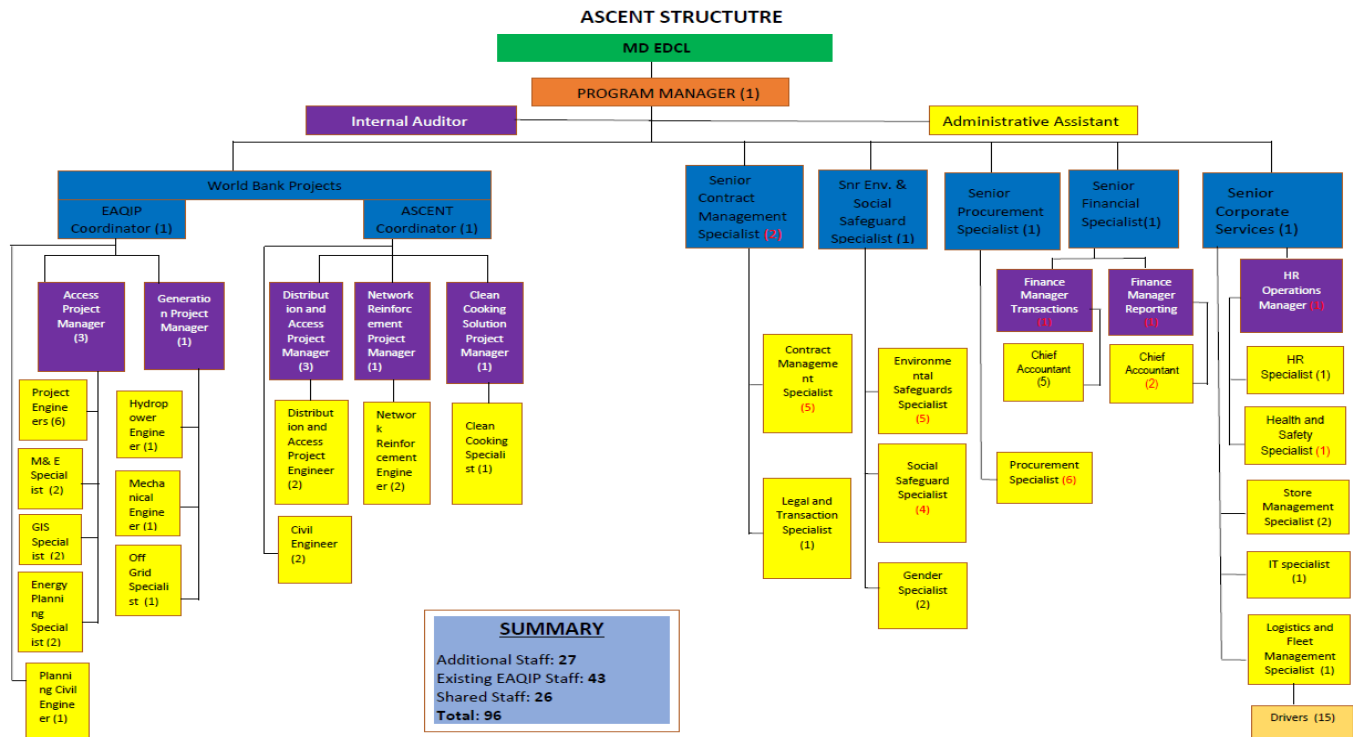 ASCENT STRUCTUTRE
MD EDCL
PROGRAM MANAGER (1)
Internal Auditor
Administrative Assistant
World Bank Projects
EAQIP
Coordinator (1)
ASCENT
Coordinator (1)
Senior
Contract
Management
Specialist (2)
Snr Env. &
Social
Safeguard
Specialist (1)
Senior
Procurement
Specialist (1)
Senior
Financial
Specialist(1)
Senior
Corporate
Services (1)
Access
Project
Manager
(3)
Generatio
n Project
Manager
(1)
Distribut
ion and
Access
Project
Manager
(3)
Network
Reinforc
ement
Project
Manager
(1)
Clean
Cooking
Solution
Project
Manager
(1)
Finance
Manager
Transactions
(1)
Finance
Manager
Reporting
(1)
HR
Operations
Manager (1)
Project
Engine
ers (6)
M& E
Special
ist (2)
GIS
Special
ist (2)
Energy
Planni
ng
Special
ist (2)
Planni
ng Civil
Engine
er (1)
Hydrop
ower
Engine
er (1)
Mecha
nical
Engine
er (1)
Off
Grid
Special
ist (1)
Distribut
ion and
Access
Project
Engineer
(2)
Civil
Engineer
(2)
Networ
k
Reinforc
ement
Enginee
r (2)
Clean
Cooking
Speciali
st (1)
Contract
Manageme
nt
Specialist
(5)
Legal and
Transaction
Specialist
(1)
Environme
ntal
Safeguards
Specialist
(5)
Social
Safeguard
Specialist
(4)
Gender
Specialist
(2)
Procurement
Specialist (6)
Chief
Accountant
(5)
Chief
Accountant
(2)
HR
Specialist (1)
Health and
Safety
Specialist (1)
Store
Management
Specialist (2)
IT specialist
(1)
Logistics and
Fleet
Management
Specialist (1)
Drivers (15)
SUMMARY
Additional Staff: 27
Existing EAQIP Staff: 43
Shared Staff: 26
Total: 96